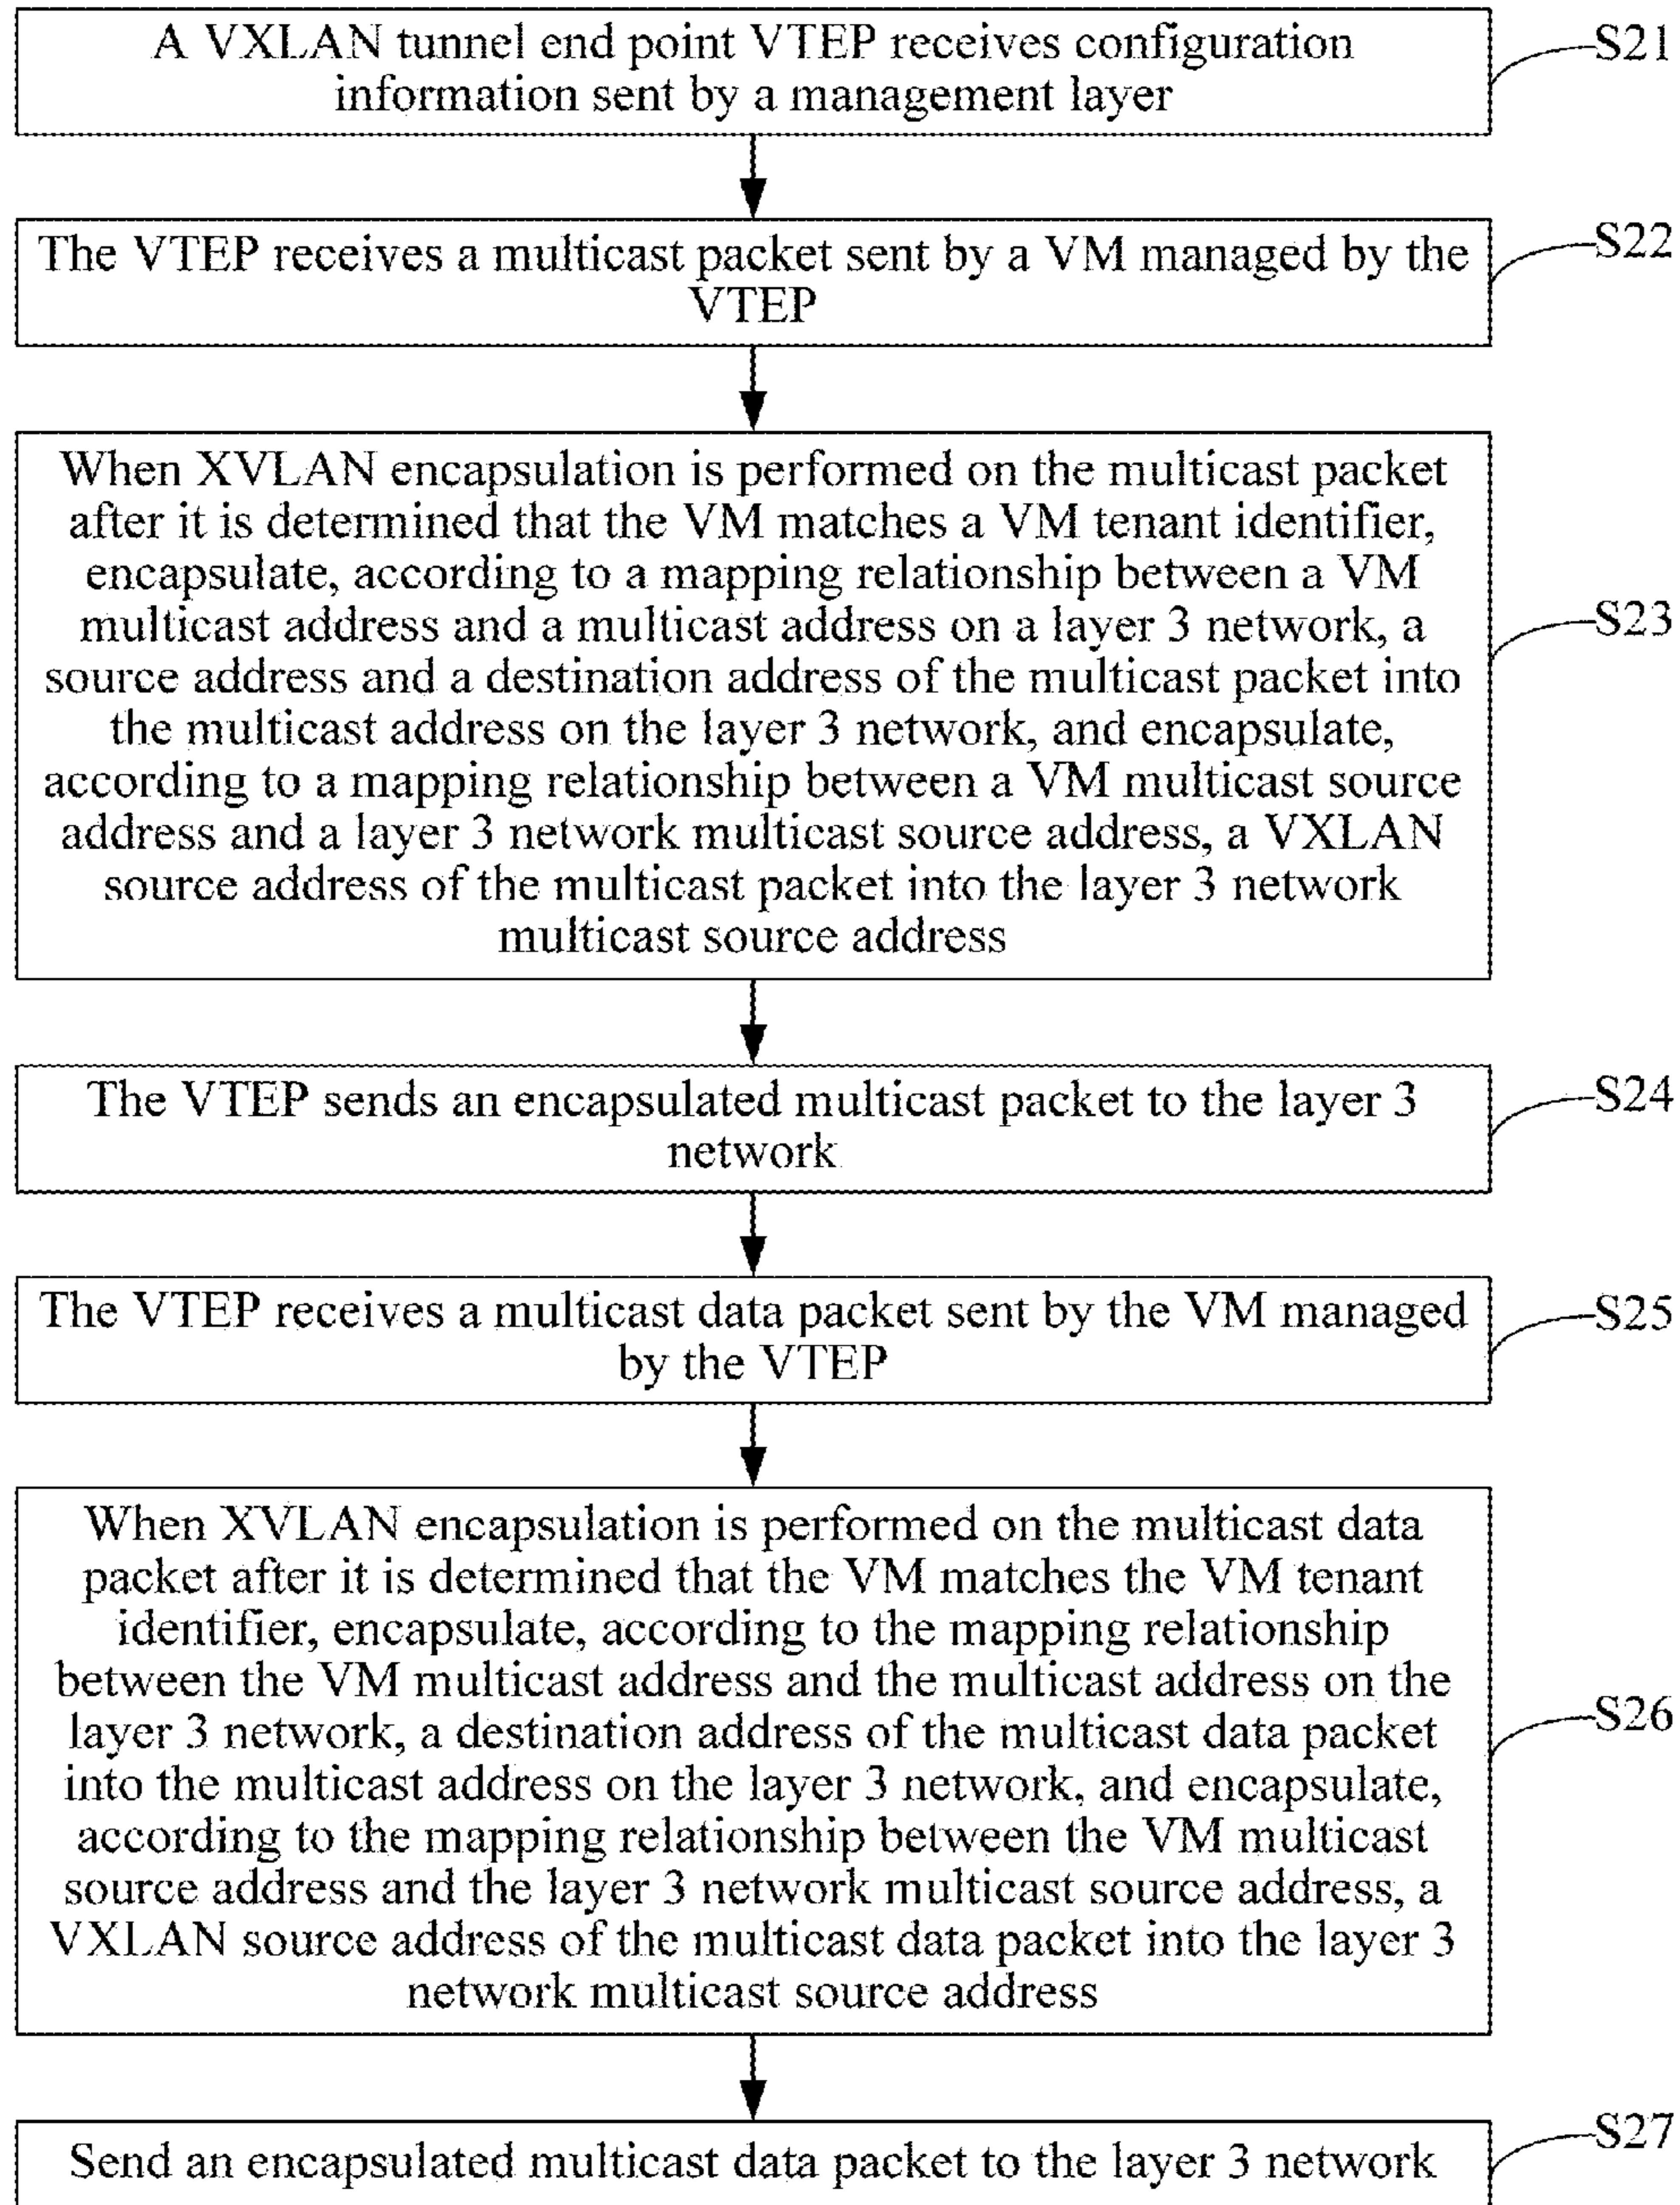 A VXLAN tunnel end point VTEP receives configuration
information sent by a management layer
S21
The VTEP receives a multicast packet sent by a VM managed by the
VTEP
S22
When XVLAN encapsulation is performed on the multicast packet
after it is determined that the VM matches a VM tenant identifier,
encapsulate, according to a mapping relationship between a VM
multicast address and a multicast address on a layer 3 network, a
source address and a destination address of the multicast packet into
the multicast address on the layer 3 network, and encapsulate,
according to a mapping relationship between a VM multicast source
address and a layer 3 network multicast source address, a VXLAN
source address of the multicast packet into the layer 3 network
multicast source address
S23
The VTEP sends an encapsulated multicast packet to the layer 3
network
S24
The VTEP receives a multicast data packet sent by the VM managed
by the VTEP
S25
When XVLAN encapsulation is performed on the multicast data
packet after it is determined that the VM matches the VM tenant
identifier, encapsulate, according to the mapping relationship
between the VM multicast address and the multicast address on the
layer 3 network, a destination address of the multicast data packet
into the multicast address on the layer 3 network, and encapsulate,
according to the mapping relationship between the VM multicast
source address and the layer 3 network multicast source address, a
VXLAN source address of the multicast data packet into the layer 3
network multicast source address
S26
Send an encapsulated multicast data packet to the layer 3 network
S27